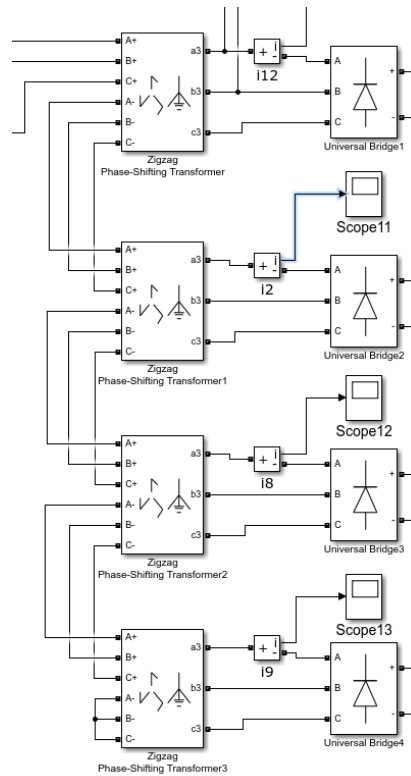 A+
B+
C+
A-
B-
C-
a3
b3
c3
+
i
-
i12
A
B
C
+
-
Universal Bridge1
Zigzag
Phase-Shifting Transformer
Scope11
A+
B+
C+
A-
B-
C-
a3
b3
c3
+
i
-
i2
A
B
C
+
-
Universal Bridge2
Zigzag
Phase-Shifting Transformer1
Scope12
A+
B+
C+
A-
B-
C-
a3
b3
c3
+
i
-
i8
A
B
C
+
-
Universal Bridge3
Zigzag
Phase-Shifting Transformer2
Scope13
A+
B+
C+
A-
B-
C-
a3
b3
c3
+
i
-
i9
A
B
C
+
-
Universal Bridge4
Zigzag
Phase-Shifting Transformer3